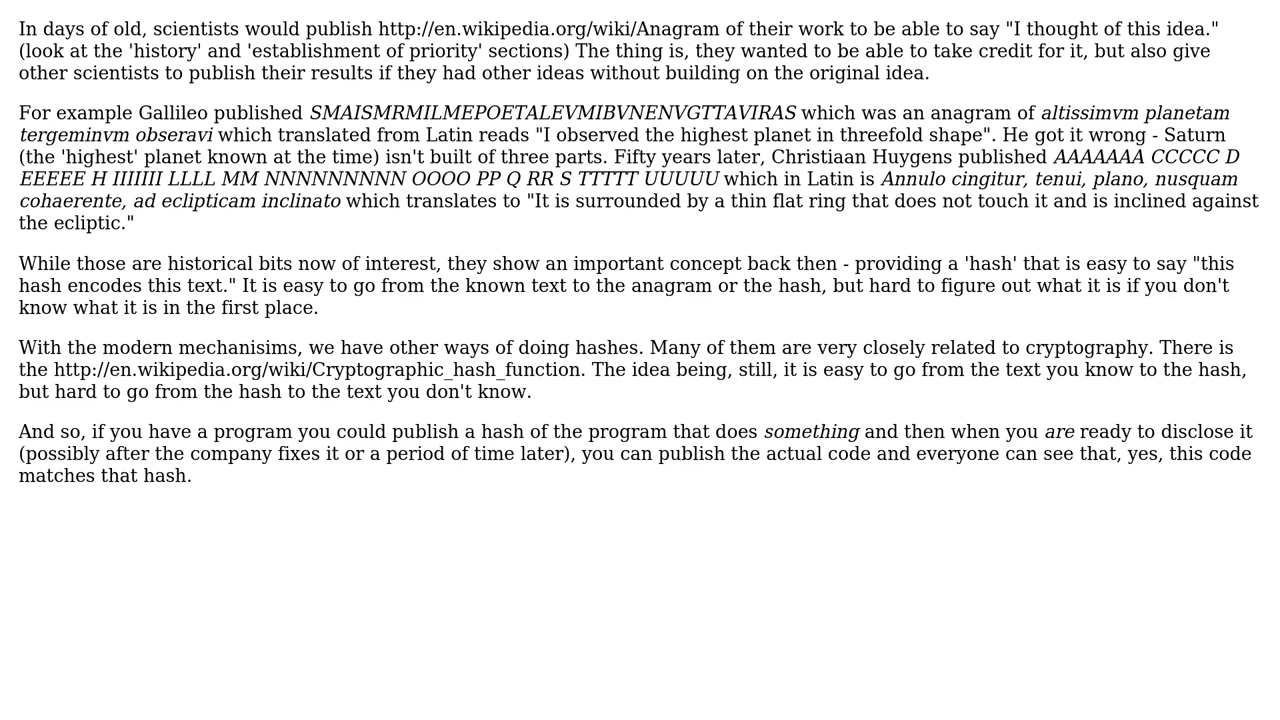 In days of old, scientists would publish http://en.wikipedia.org/wiki/Anagram of their work to be able to say "I thought of this idea."
(look at the 'history' and 'establishment of priority' sections) The thing is, they wanted to be able to take credit for it, but also give
other scientists to publish their results if they had other ideas without building on the original idea.
For example Gallileo published SMAISMRMILMEPOETALEVMIBVNENVGTTAVIRAS which was an anagram of altissimvm planetam
tergeminvm obseravi which translated from Latin reads "I observed the highest planet in threefold shape". He got it wrong - Saturn
(the 'highest' planet known at the time) isn't built of three parts. Fifty years later, Christiaan Huygens published AAAAAAA CCCCC D
EEEEE H IIIIIII LLLL MM NNNNNNNNN OOOO PP Q RR S TTTTT UUUUU which in Latin is Annulo cingitur, tenui, plano, nusquam
cohaerente, ad eclipticam inclinato which translates to "It is surrounded by a thin flat ring that does not touch it and is inclined against
the ecliptic."
While those are historical bits now of interest, they show an important concept back then - providing a 'hash' that is easy to say "this
hash encodes this text." It is easy to go from the known text to the anagram or the hash, but hard to figure out what it is if you don't
know what it is in the first place.
With the modern mechanisims, we have other ways of doing hashes. Many of them are very closely related to cryptography. There is
the http://en.wikipedia.org/wiki/Cryptographic_hash_function. The idea being, still, it is easy to go from the text you know to the hash,
but hard to go from the hash to the text you don't know.
And so, if you have a program you could publish a hash of the program that does something and then when you are ready to disclose it
(possibly after the company fixes it or a period of time later), you can publish the actual code and everyone can see that, yes, this code
matches that hash.